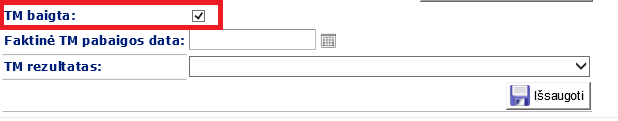 TM baigta:
Faktinė TM pabaigos data:
TM rezultatas:
Išsaugoti